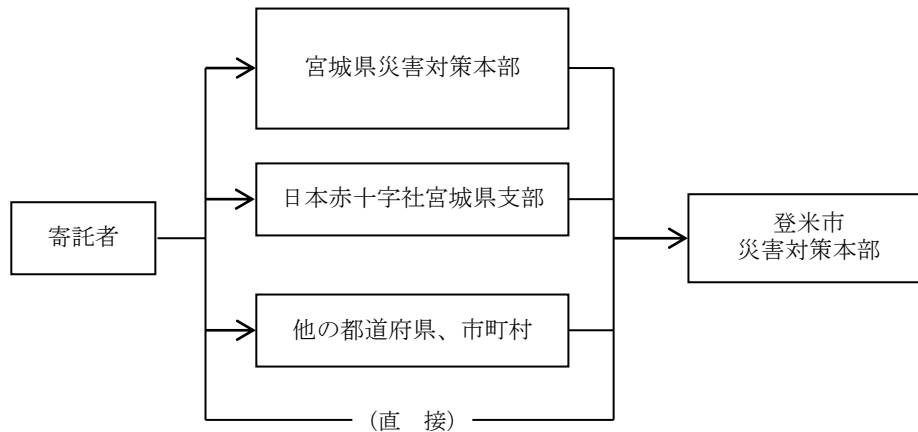 宮城県災害対策本部
日本赤十字社宮城県支部
寄託者
登米市
災害対策本部
他の都道府県、市町村
(直　接)